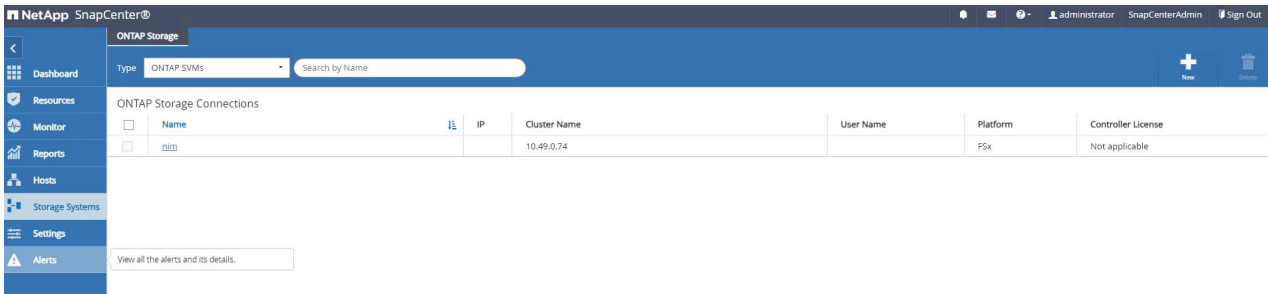 NetApp SnapCenter®
administrator SnapCenterAdmin Sign Out
ONTAP Storage
Type ONTAP SVMs Search by Name
New Delete
Dashboard
Resources
Monitor
Reports
Hosts
Storage Systems
Settings
Alerts
ONTAP Storage Connections
Name IP Cluster Name User Name Platform Controller License
nim 10.49.0.74 FSx Not applicable
View all the alerts and its details.